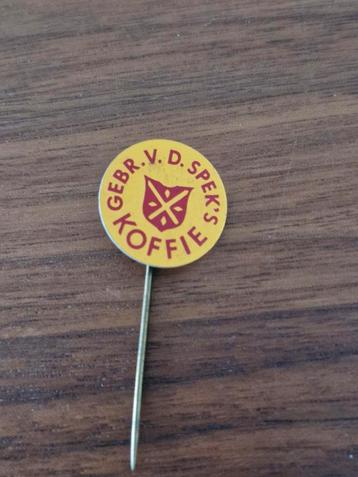 GEBR. V. D. SPEK'S
KOFFIE